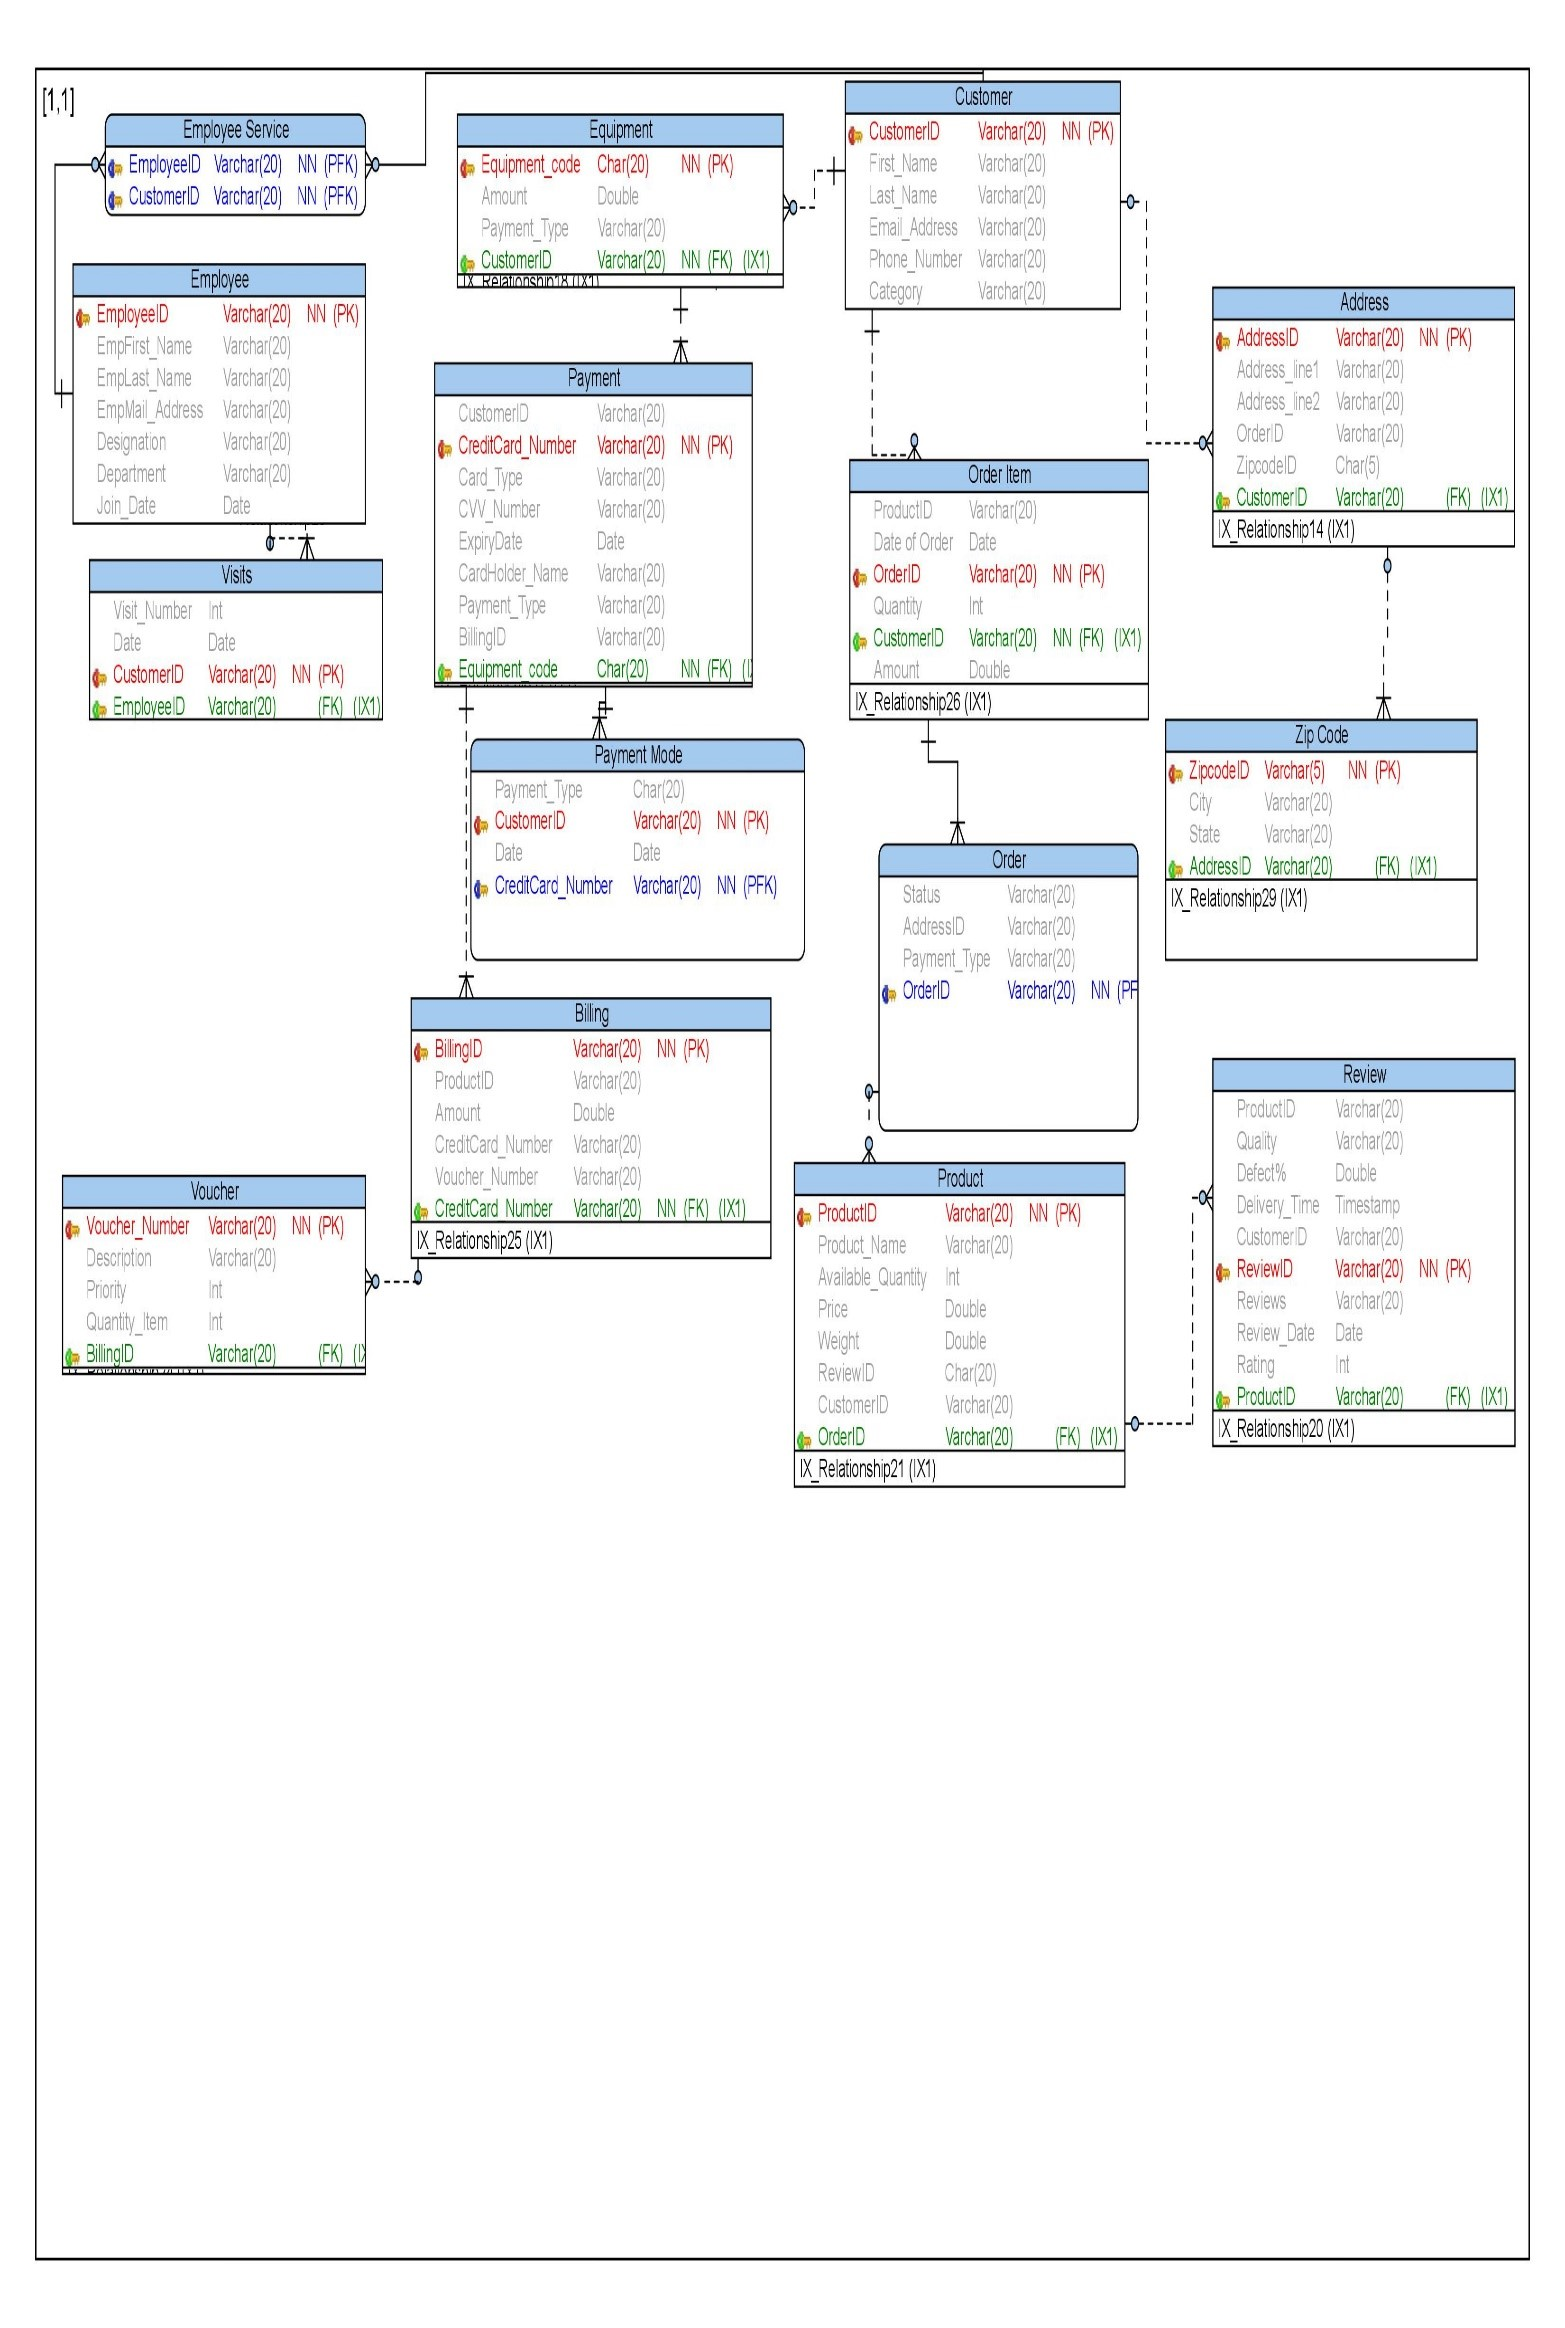 [1,1]
Employee Service
EmployeeID Varchar(20) NN (PFK)
CustomerID Varchar(20) NN (PFK)
Employee
EmployeeID Varchar(20) NN (PK)
EmpFirst_Name Varchar(20)
EmpLast_Name Varchar(20)
EmpMail_Address Varchar(20)
Designation Varchar(20)
Department Varchar(20)
Join_Date Date
Visits
Visit_Number Int
Date Date
CustomerID Varchar(20) NN (PK)
EmployeeID Varchar(20) (FK) (IX1)
Equipment
Equipment_code Char(20) NN (PK)
Amount Double
Payment_Type Varchar(20)
CustomerID Varchar(20) NN (FK) (IX1)
IX_Relationship18 (IX1)
Payment
CustomerID Varchar(20)
CreditCard_Number Varchar(20) NN (PK)
Card_Type Varchar(20)
CVV_Number Varchar(20)
ExpiryDate Date
CardHolder_Name Varchar(20)
Payment_Type Varchar(20)
BillingID Varchar(20)
Equipment_code Char(20) NN (FK) (I
Payment Mode
Payment_Type Char(20)
CustomerID Varchar(20) NN (PK)
Date Date
CreditCard_Number Varchar(20) NN (PFK)
Billing
BillingID Varchar(20) NN (PK)
ProductID Varchar(20)
Amount Double
CreditCard_Number Varchar(20)
Voucher_Number Varchar(20)
CreditCard_Number Varchar(20) NN (FK) (IX1)
IX_Relationship25 (IX1)
Voucher
Voucher_Number Varchar(20) NN (PK)
Description Varchar(20)
Priority Int
Quantity_Item Int
BillingID Varchar(20) (FK) (IX
Customer
CustomerID Varchar(20) NN (PK)
First_Name Varchar(20)
Last_Name Varchar(20)
Email_Address Varchar(20)
Phone_Number Varchar(20)
Category Varchar(20)
Order Item
ProductID Varchar(20)
Date of Order Date
OrderID Varchar(20) NN (PK)
Quantity Int
CustomerID Varchar(20) NN (FK) (IX1)
Amount Double
IX_Relationship26 (IX1)
Order
Status Varchar(20)
AddressID Varchar(20)
Payment_Type Varchar(20)
OrderID Varchar(20) NN (PF
Product
ProductID Varchar(20) NN (PK)
Product_Name Varchar(20)
Available_Quantity Int
Price Double
Weight Double
ReviewID Char(20)
CustomerID Varchar(20)
OrderID Varchar(20) (FK) (IX1)
IX_Relationship21 (IX1)
Address
AddressID Varchar(20) NN (PK)
Address_line1 Varchar(20)
Address_line2 Varchar(20)
OrderID Varchar(20)
ZipcodeID Char(5)
CustomerID Varchar(20) (FK) (IX1)
IX_Relationship14 (IX1)
Zip Code
ZipcodeID Varchar(5) NN (PK)
City Varchar(20)
State Varchar(20)
AddressID Varchar(20) (FK) (IX1)
IX_Relationship29 (IX1)
Review
ProductID Varchar(20)
Quality Varchar(20)
Defect% Double
Delivery_Time Timestamp
CustomerID Varchar(20)
ReviewID Varchar(20) NN (PK)
Reviews Varchar(20)
Review_Date Date
Rating Int
ProductID Varchar(20) (FK) (IX1)
IX_Relationship20 (IX1)